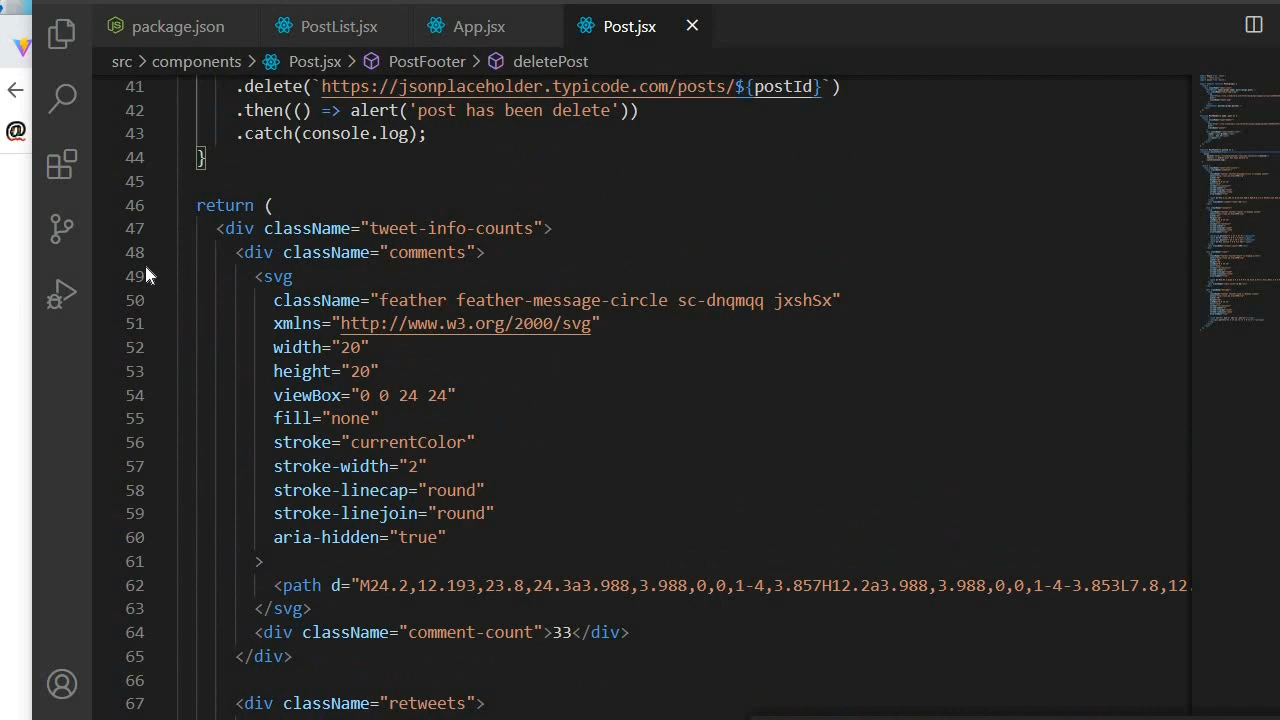 package.json PostList.jsx App.jsx Post.jsx
src > components > Post.jsx > PostFooter > deletePost
41 .delete(`https://jsonplaceholder.typicode.com/posts/${postId}`)
42 .then(() => alert('post has been delete'))
43 .catch(console.log);
44 }
45
46 return (
47 <div className="tweet-info-counts">
48 <div className="comments">
49 <svg
50 className="feather feather-message-circle sc-dnqmqq jxshSx"
51 xmlns="http://www.w3.org/2000/svg"
52 width="20"
53 height="20"
54 viewBox="0 0 24 24"
55 fill="none"
56 stroke="currentColor"
57 stroke-width="2"
58 stroke-linecap="round"
59 stroke-linejoin="round"
60 aria-hidden="true"
61 >
62 <path d="M24.2,12.193,23.8,24.3a3.988,3.988,0,0,1-4,3.857H12.2a3.988,3.988,0,0,1-4-3.853L7.8,12.
63 </svg>
64 <div className="comment-count">33</div>
65 </div>
66
67 <div className="retweets">